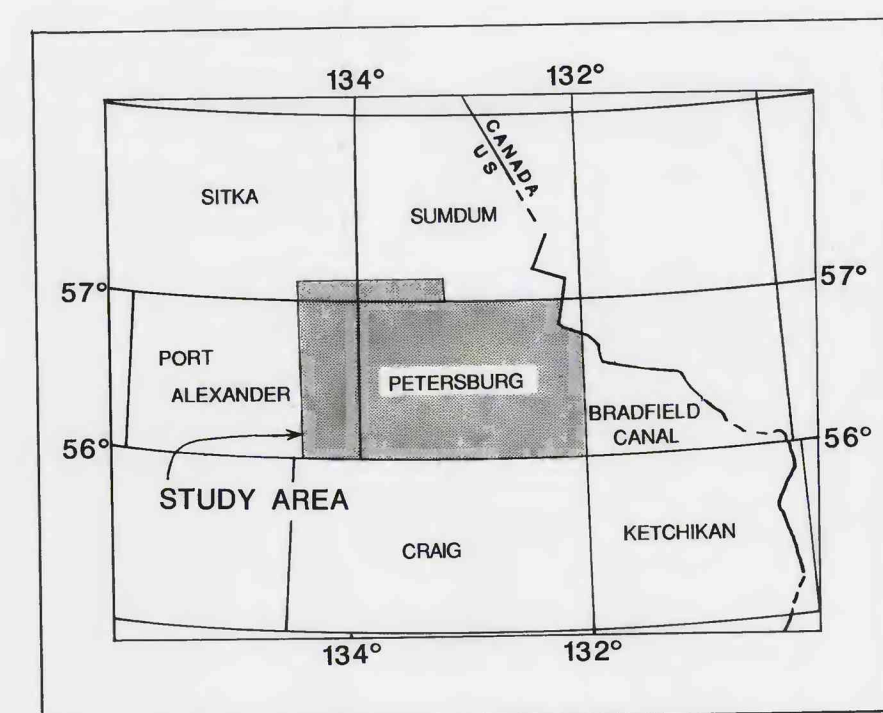 134° 132°
CANADA
US
SITKA
SUMDUM
57° 57°
PORT
ALEXANDER
PETERSBURG
BRADFIELD
CANAL
56° 56°
STUDY AREA
CRAIG
KETCHIKAN
134° 132°